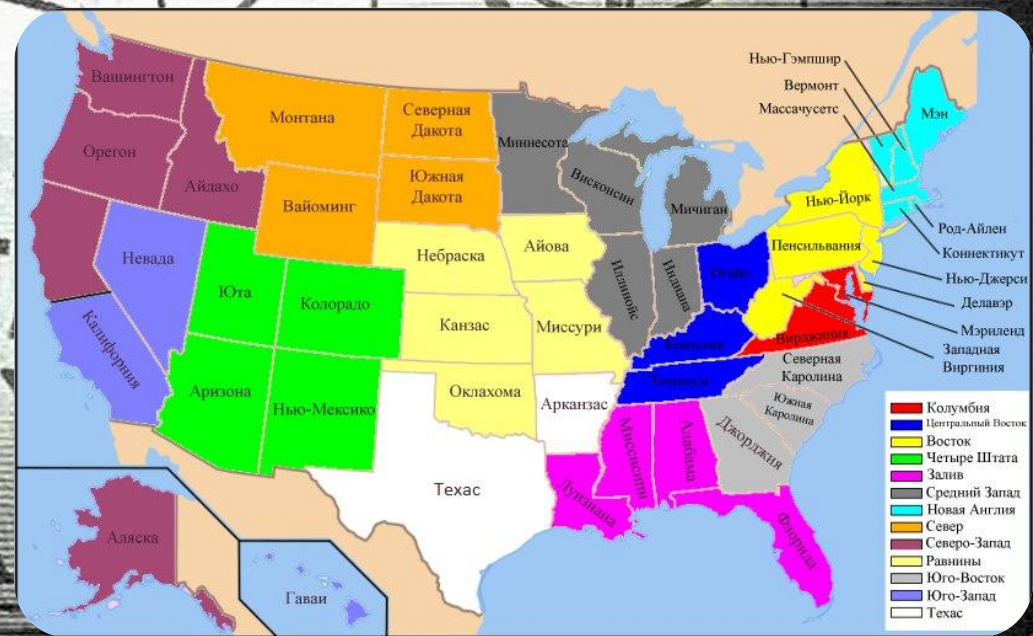 Вашингтон
Орегон
Айдахо
Монтана
Северная
Дакота
Южная
Дакота
Вайоминг
Миннесота
Висконсин
Мичиган
Нью-Гэмпшир
Вермонт
Массачусетс
Мэн
Нью-Йорк
Пенсильвания
Род-Айлен
Коннектикут
Нью-Джерси
Делавэр
Мэриленд
Западная
Виргиния
Невада
Юта
Колорадо
Небраска
Айова
Канзас
Миссури
Иллинойс
Индиана
Огайо
Кентукки
Вирджиния
Северная
Каролина
Южная
Каролина
Теннесси
Калифорния
Аризона
Нью-Мексико
Оклахома
Арканзас
Джорджия
Миссисипи
Алабама
Техас
Луизиана
Флорида
Аляска
Гаваи
Колумбия
Центральный Восток
Восток
Четыре Штата
Залив
Средний Запад
Новая Англия
Север
Северо-Запад
Равнины
Юго-Восток
Юго-Запад
Техас